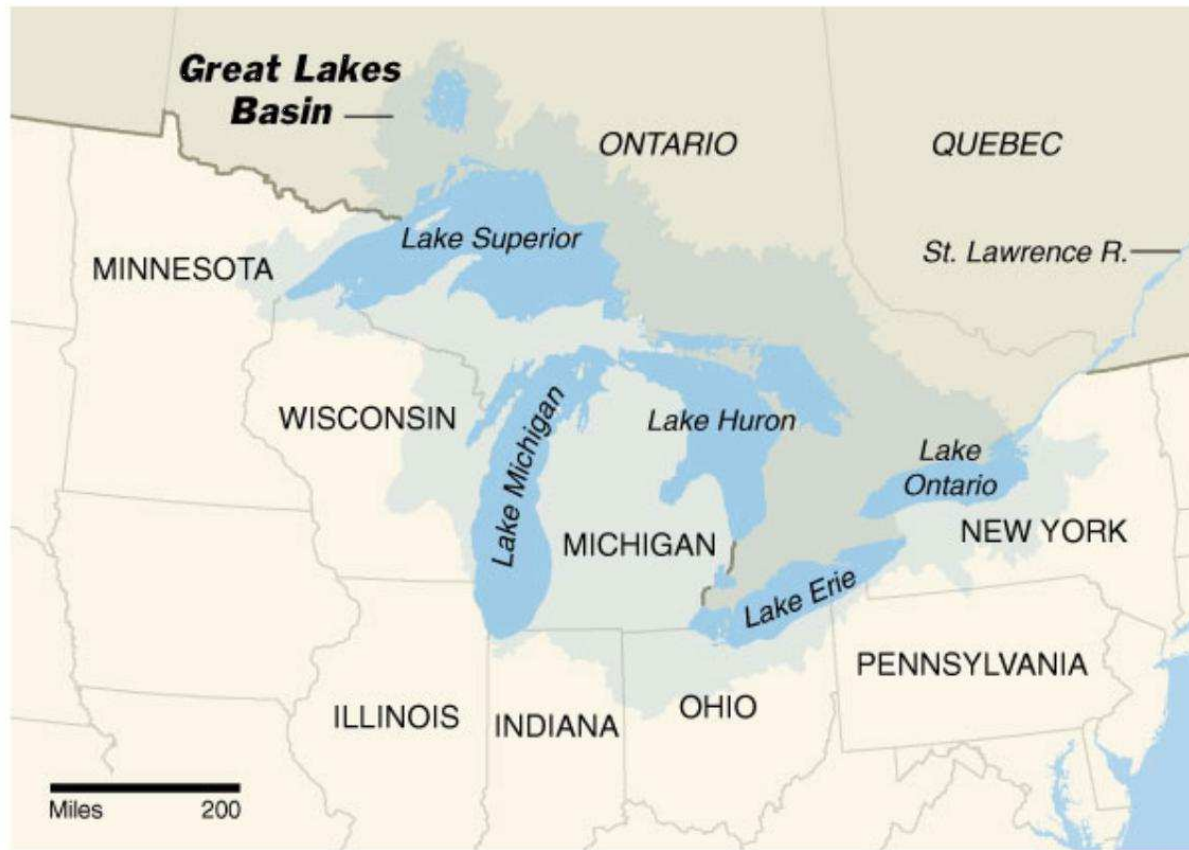 Great Lakes
Basin
ONTARIO
QUEBEC
Lake Superior
St. Lawrence R.
MINNESOTA
WISCONSIN
Lake Michigan
Lake Huron
Lake
Ontario
MICHIGAN
NEW YORK
Lake Erie
PENNSYLVANIA
ILLINOIS
INDIANA
OHIO
Miles 200